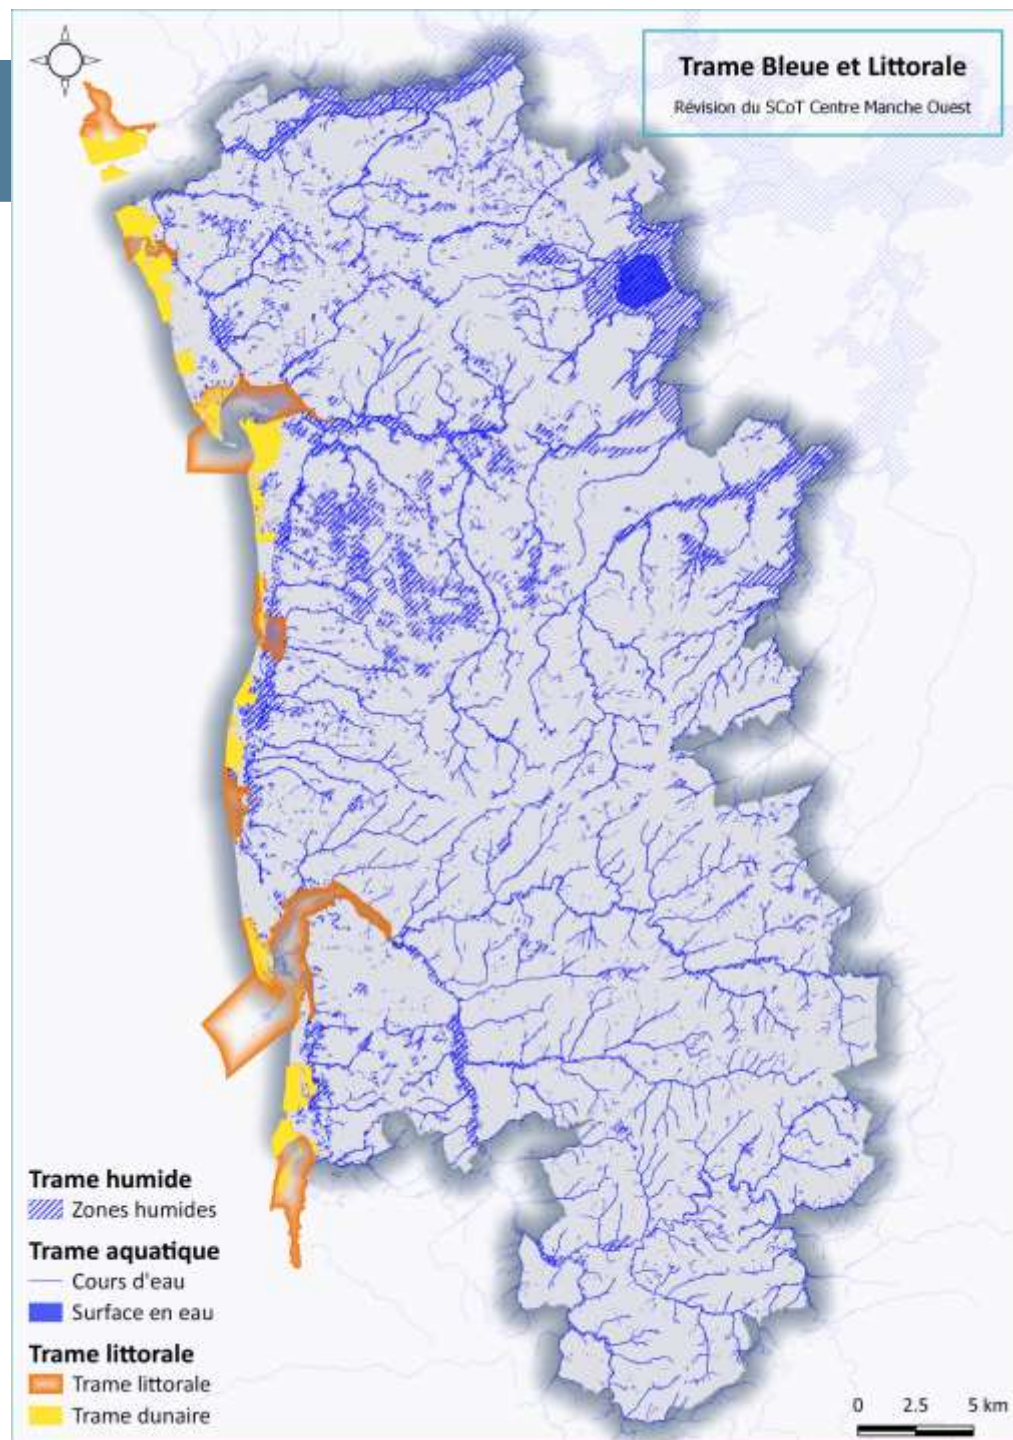 Trame Bleue et Littorale
Révision du SCoT Centre Manche Ouest
Trame humide
Zones humides
Trame aquatique
Cours d'eau
Surface en eau
Trame littorale
Trame littorale
Trame dunaire
0 2.5 5 km